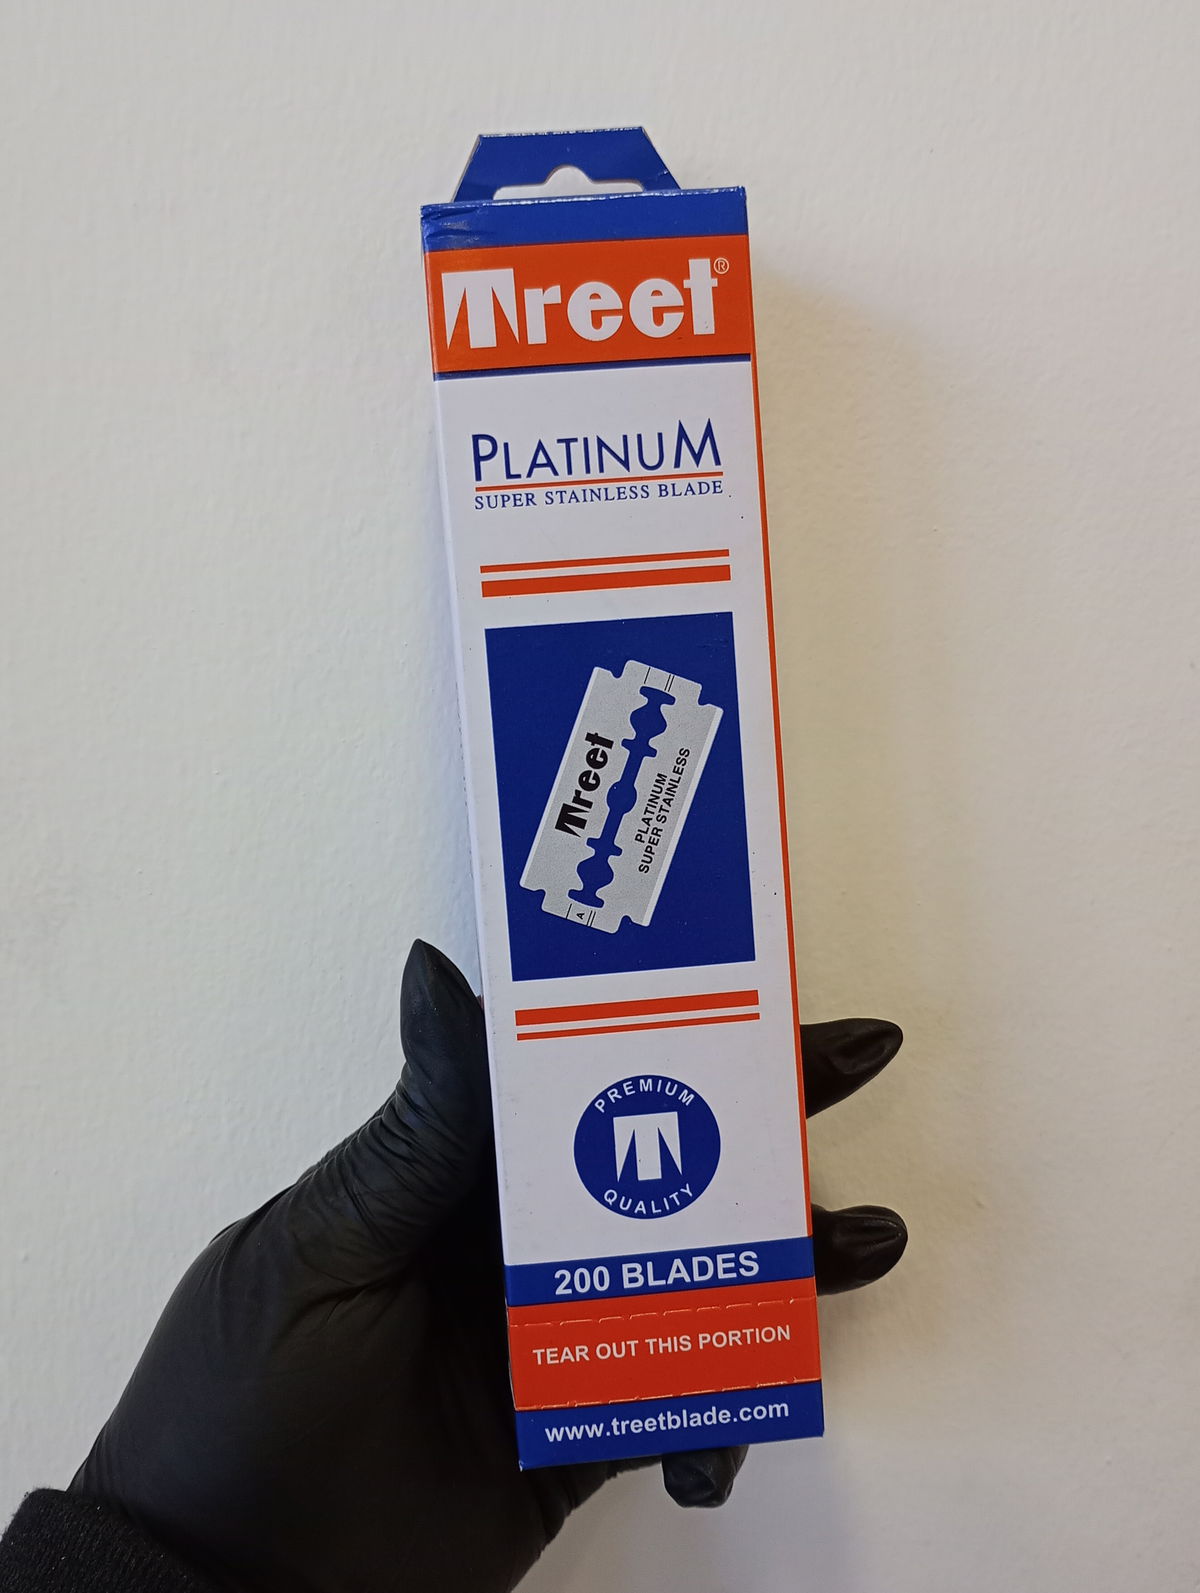 Treet®
PLATINUM
SUPER STAINLESS BLADE
Treet
PLATINUM
SUPER STAINLESS
A
PREMIUM
T
QUALITY
200 BLADES
TEAR OUT THIS PORTION
www.treetblade.com